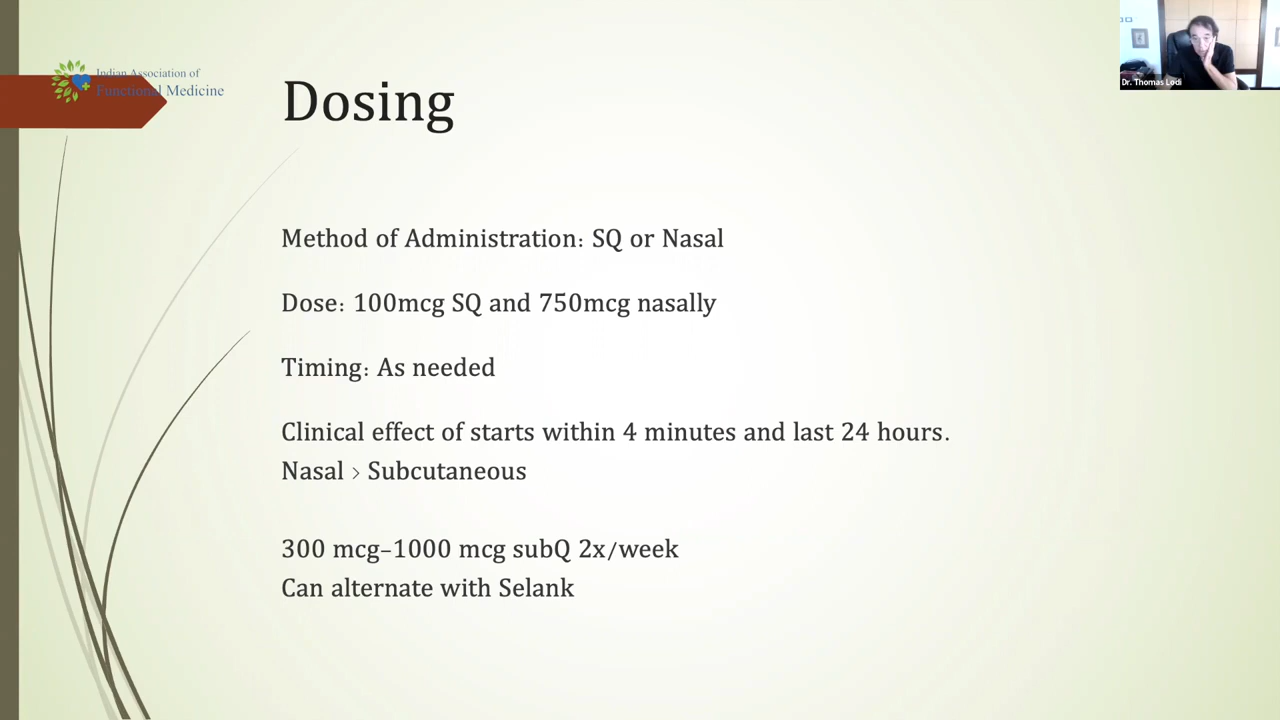 Indian Association of
Functional Medicine
Dosing
Dr. Thomas Lodi
Method of Administration: SQ or Nasal
Dose: 100mcg SQ and 750mcg nasally
Timing: As needed
Clinical effect of starts within 4 minutes and last 24 hours.
Nasal > Subcutaneous
300 mcg–1000 mcg subQ 2x/week
Can alternate with Selank